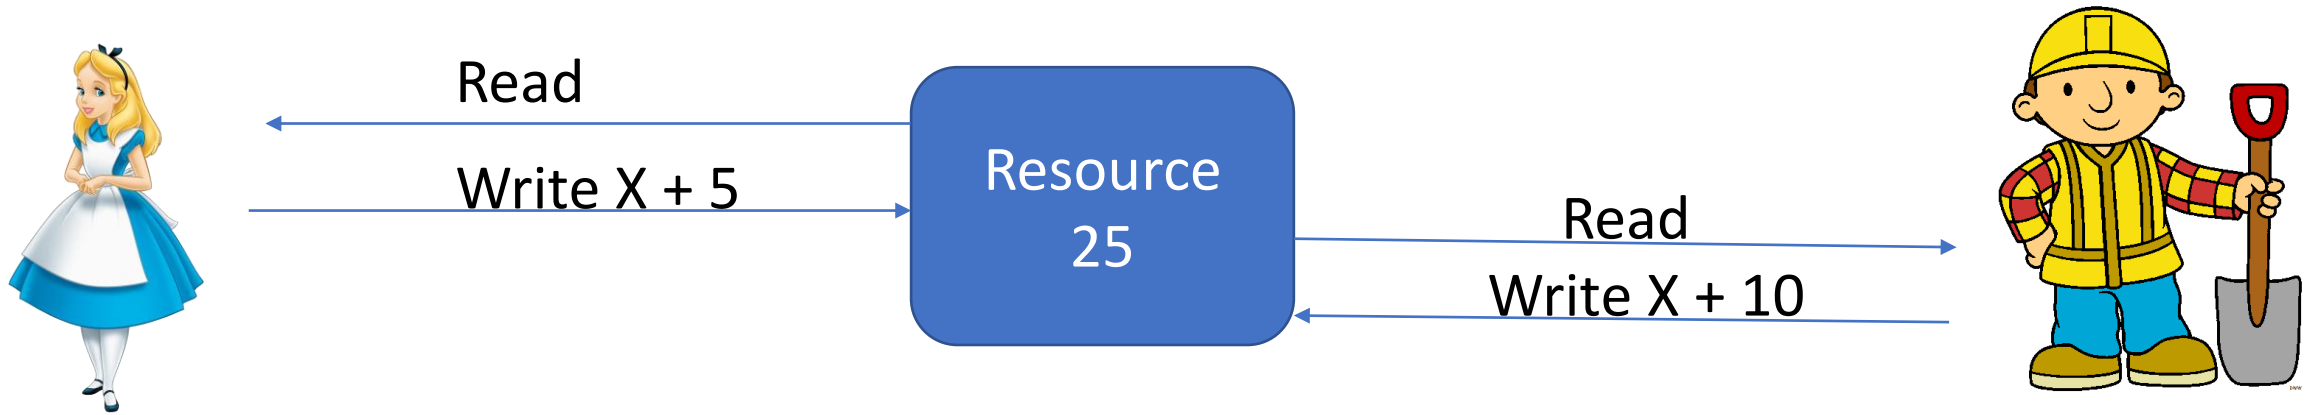 Read
Write X + 5
Resource
25
Read
Write X + 10